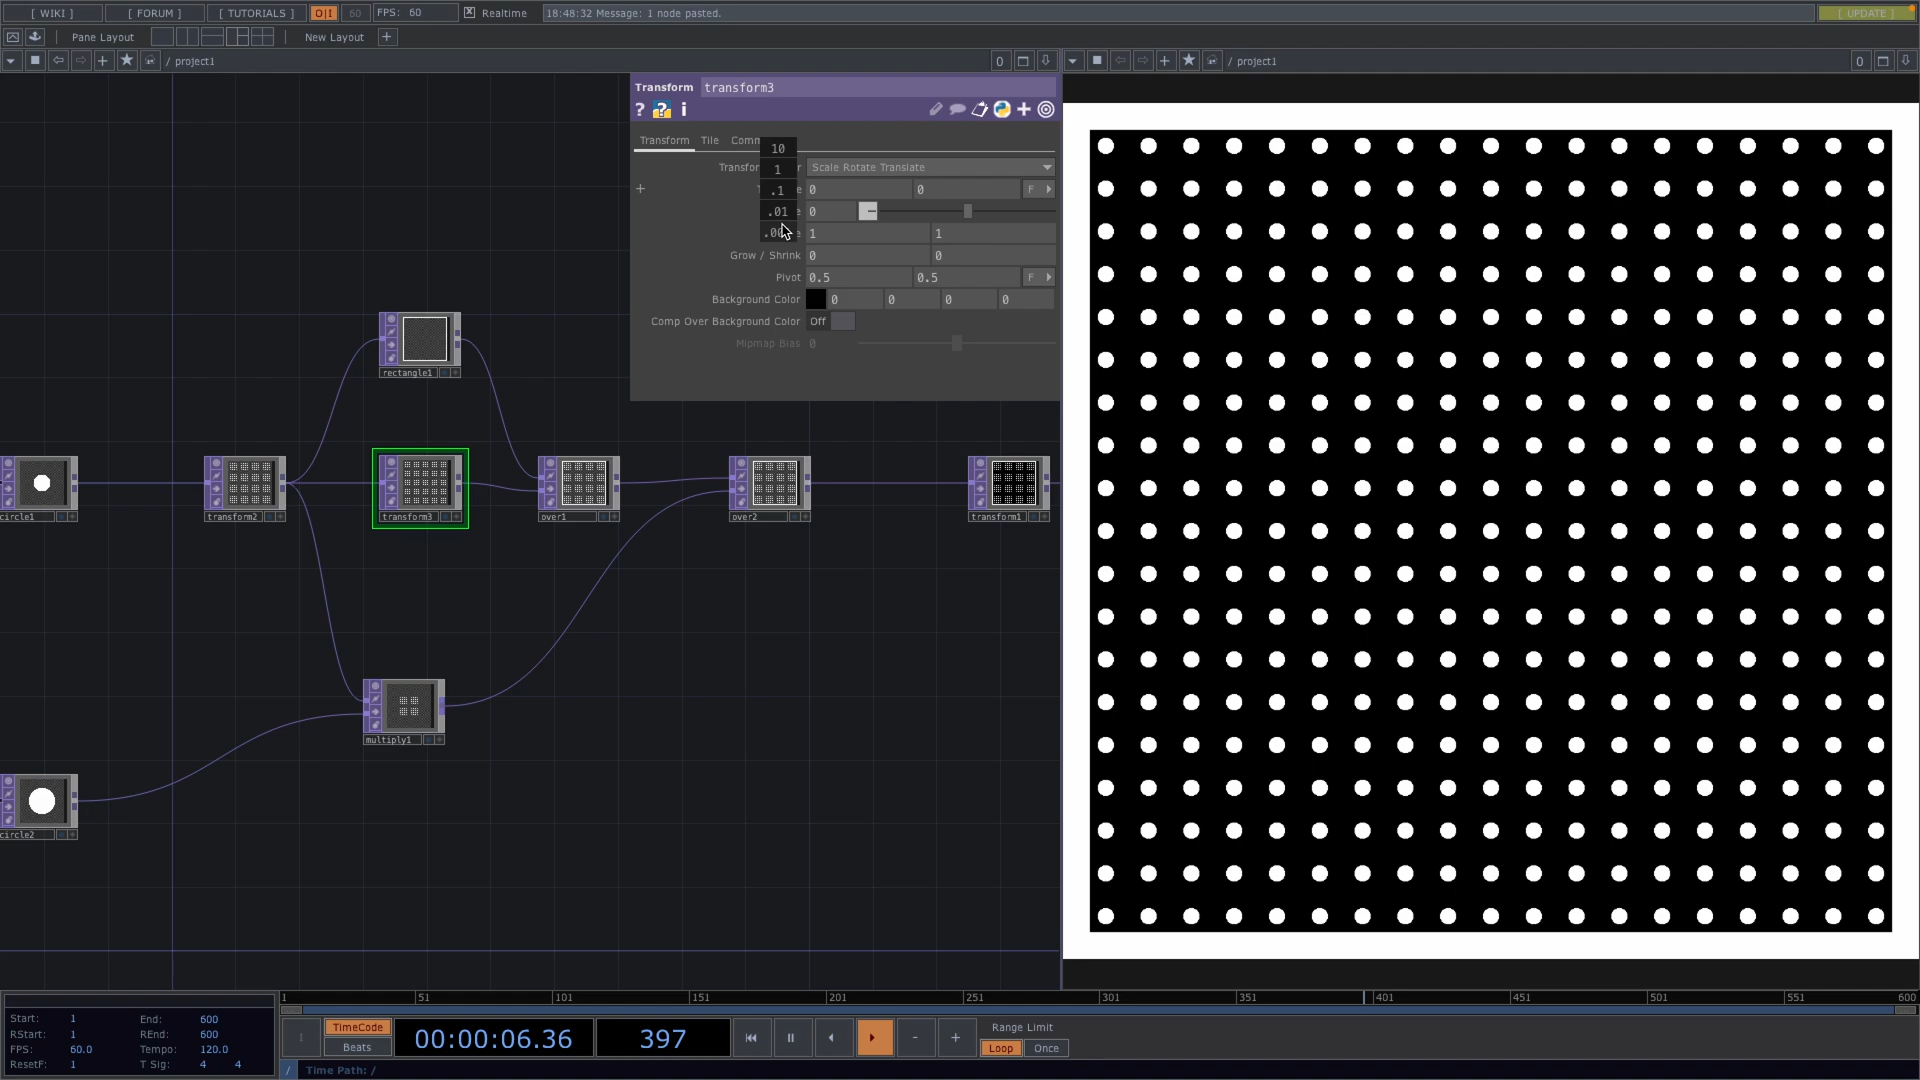 [ WIKI ] [ FORUM ] [ TUTORIALS ] O|I 60 FPS: 60 Realtime 18:48:32 Message: 1 node pasted. [ UPDATE ]
Pane Layout New Layout +
/ project1 0
/ project1 0
Transform transform3
? ? i
Transform Tile Comm
10
1
.1
.01
Scale Rotate Translate
0 0 F
0
1 1
Grow / Shrink 0 0
Pivot 0.5 0.5 F
Background Color 0 0 0 0
Comp Over Background Color Off
Mipmap Bias 0
rectangle1
circle1
transform2
transform3
over1
over2
transform1
multiply1
circle2
1 51 101 151 201 251 301 351 401 451 501 551 600
Start: 1 End: 600
RStart: 1 REnd: 600
FPS: 60.0 Tempo: 120.0
ResetF: 1 T Sig: 4 4
1 TimeCode Beats 00:00:06.36 397 - +
Range Limit
Loop Once
/ Time Path: /